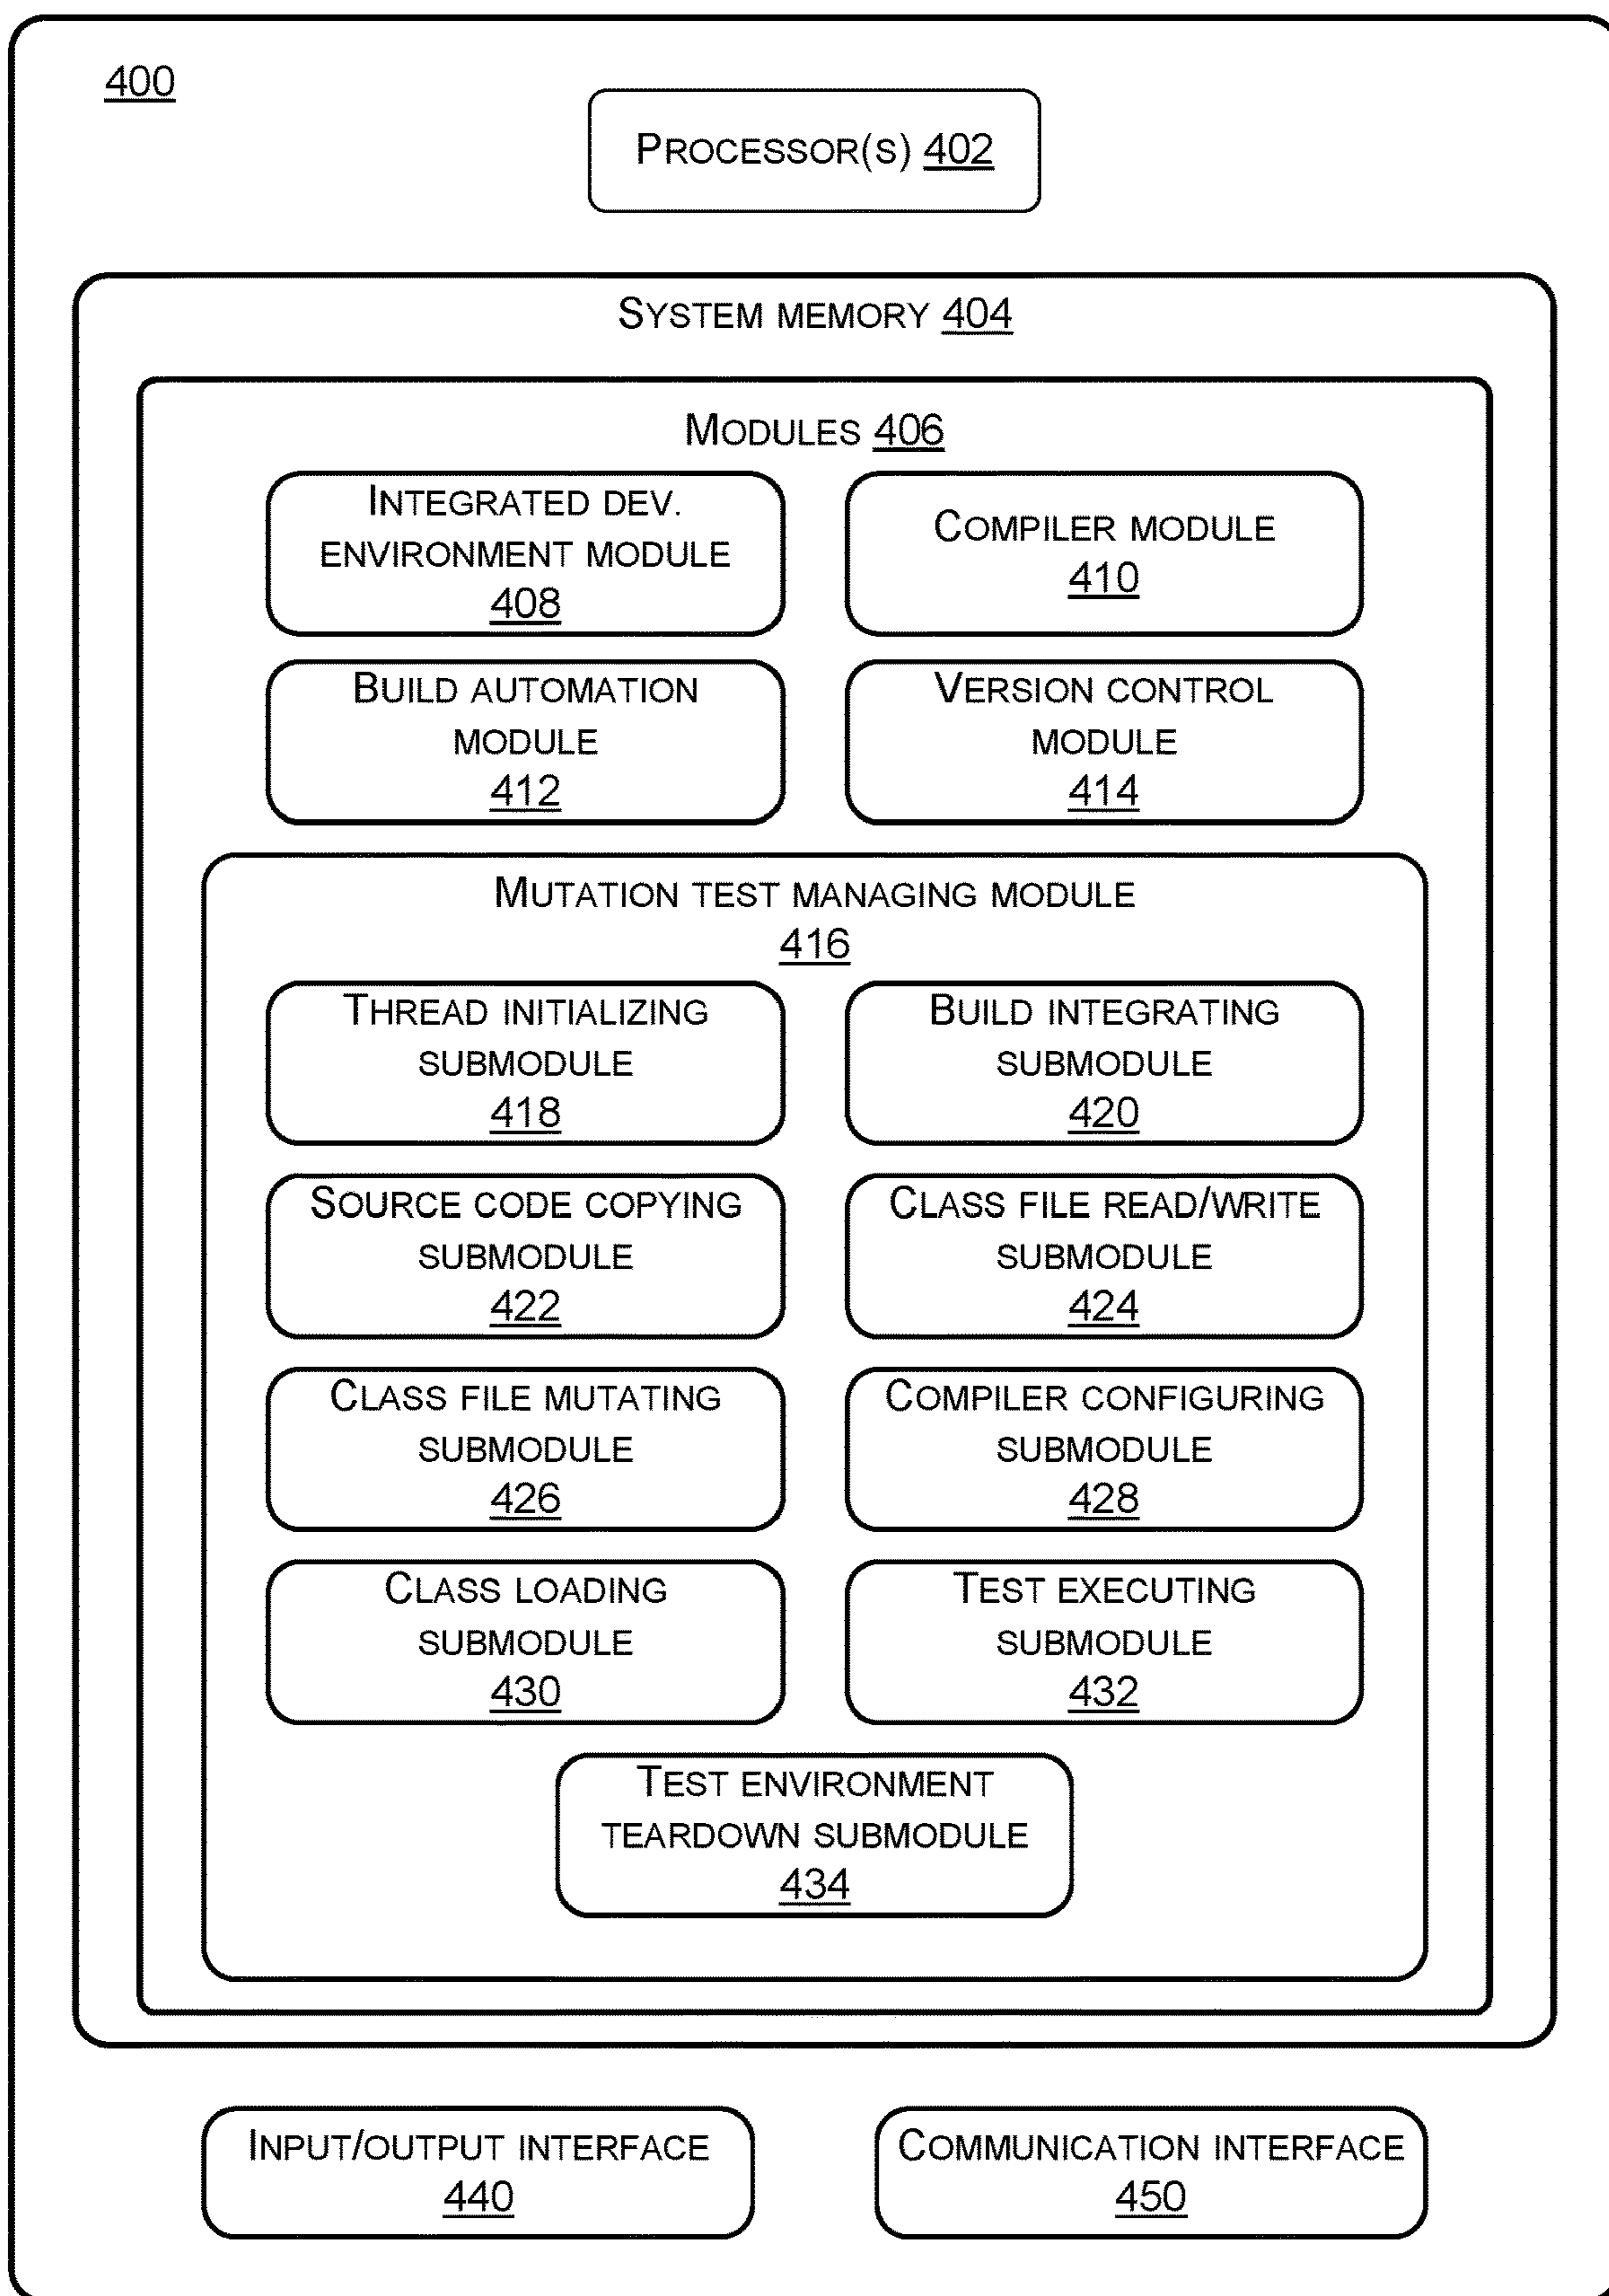 400
PROCESSOR(S) 402
SYSTEM MEMORY 404
MODULES 406
INTEGRATED DEV.
ENVIRONMENT MODULE
408
COMPILER MODULE
410
BUILD AUTOMATION
MODULE
412
VERSION CONTROL
MODULE
414
MUTATION TEST MANAGING MODULE
416
THREAD INITIALIZING
SUBMODULE
418
BUILD INTEGRATING
SUBMODULE
420
SOURCE CODE COPYING
SUBMODULE
422
CLASS FILE READ/WRITE
SUBMODULE
424
CLASS FILE MUTATING
SUBMODULE
426
COMPILER CONFIGURING
SUBMODULE
428
CLASS LOADING
SUBMODULE
430
TEST EXECUTING
SUBMODULE
432
TEST ENVIRONMENT
TEARDOWN SUBMODULE
434
INPUT/OUTPUT INTERFACE
440
COMMUNICATION INTERFACE
450